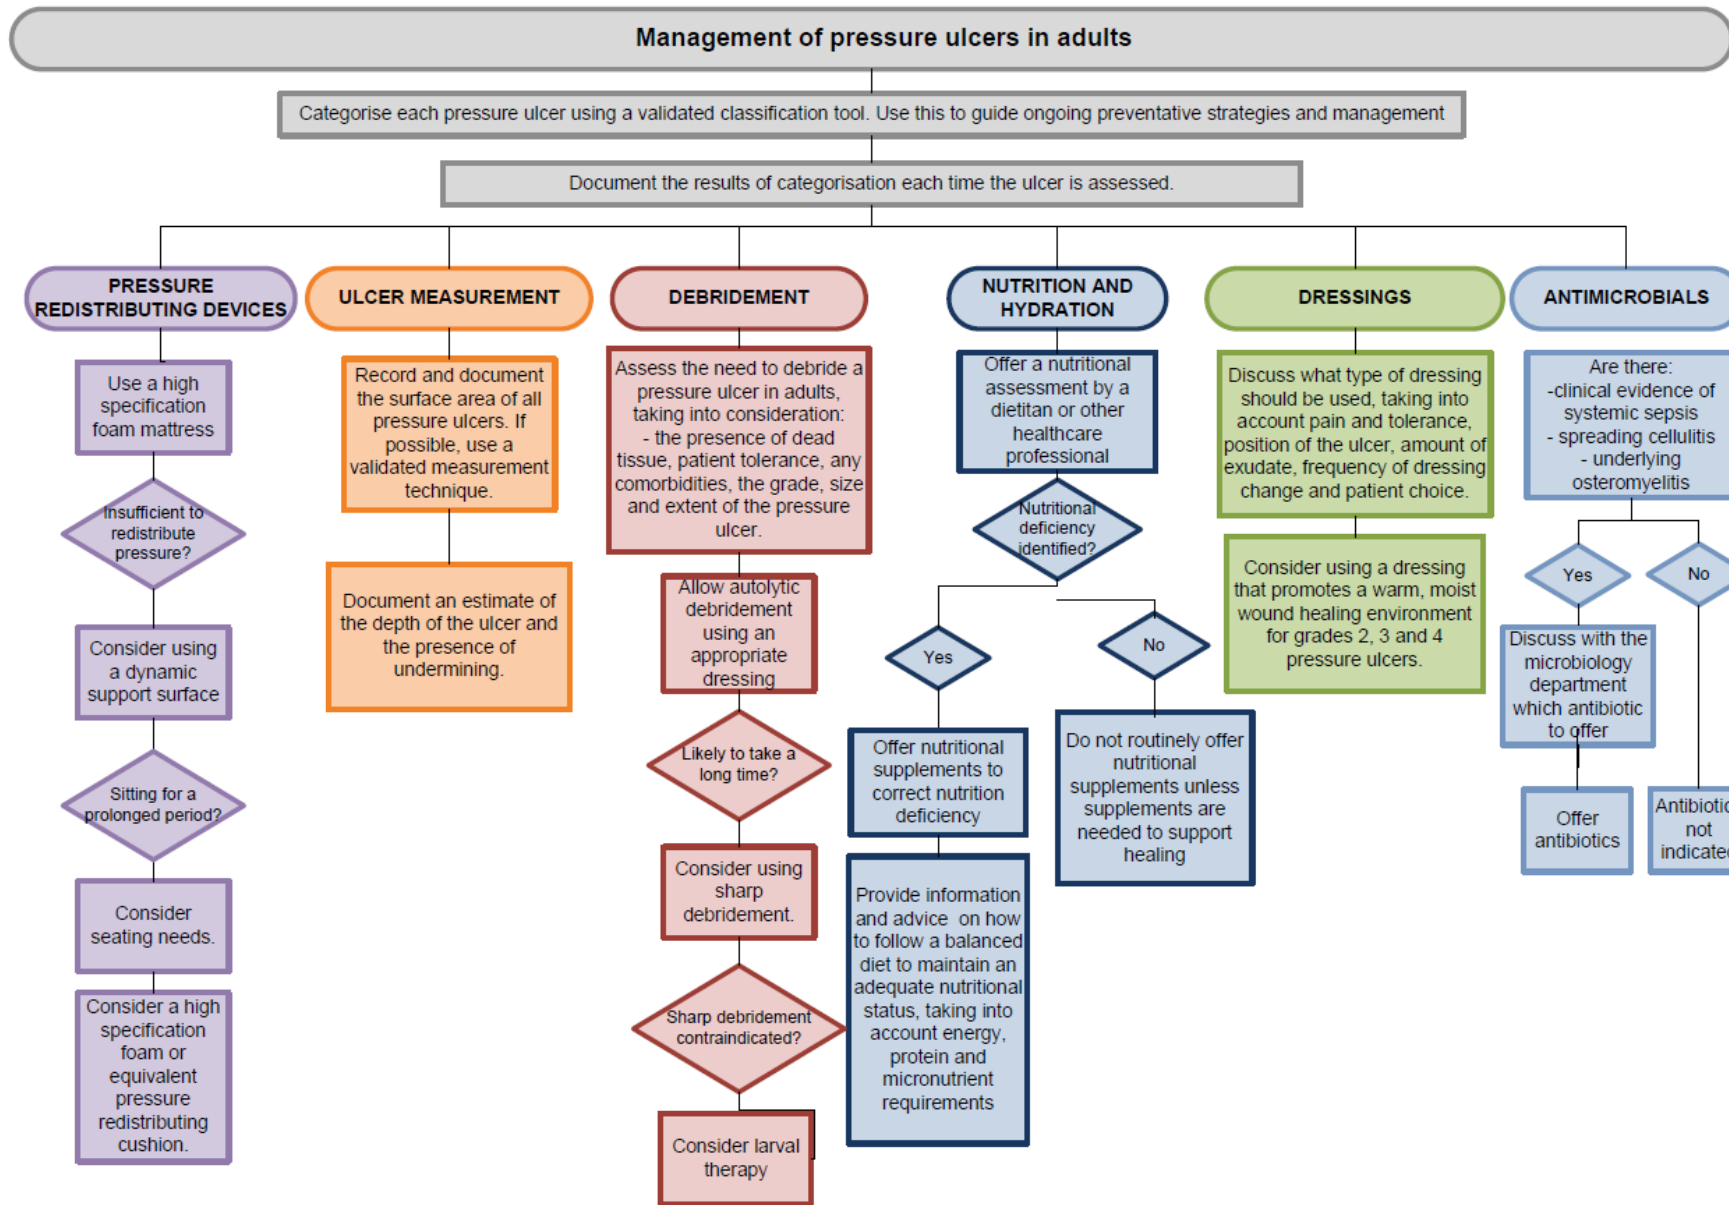 Management of pressure ulcers in adults
Categorise each pressure ulcer using a validated classification tool. Use this to guide ongoing preventative strategies and management
Document the results of categorisation each time the ulcer is assessed.
PRESSURE
REDISTRIBUTING DEVICES
Use a high
specification
foam mattress
Insufficient to
redistribute
pressure?
Consider using
a dynamic
support surface
Sitting for a
prolonged period?
Consider
seating needs.
Consider a high
specification
foam or
equivalent
pressure
redistributing
cushion.
ULCER MEASUREMENT
Record and document
the surface area of all
pressure ulcers. If
possible, use a
validated measurement
technique.
Document an estimate of
the depth of the ulcer and
the presence of
undermining.
DEBRIDEMENT
Assess the need to debride a
pressure ulcer in adults,
taking into consideration:
- the presence of dead
tissue, patient tolerance, any
comorbidities, the grade, size
and extent of the pressure
ulcer.
Allow autolytic
debridement
using an
appropriate
dressing
Likely to take a
long time?
Consider using
sharp
debridement.
Sharp debridement
contraindicated?
Consider larval
therapy
NUTRITION AND
HYDRATION
Offer a nutritional
assessment by a
dietitan or other
healthcare
professional
Nutritional
deficiency
identified?
Yes
Offer nutritional
supplements to
correct nutrition
deficiency
Provide information
and advice on how
to follow a balanced
diet to maintain an
adequate nutritional
status, taking into
account energy,
protein and
micronutrient
requirements
No
Do not routinely offer
nutritional
supplements unless
supplements are
needed to support
healing
DRESSINGS
Discuss what type of dressing
should be used, taking into
account pain and tolerance,
position of the ulcer, amount of
exudate, frequency of dressing
change and patient choice.
Consider using a dressing
that promotes a warm, moist
wound healing environment
for grades 2, 3 and 4
pressure ulcers.
ANTIMICROBIALS
Are there:
-clinical evidence of
systemic sepsis
- spreading cellulitis
- underlying
osteromyelitis
Yes
Discuss with the
microbiology
department
which antibiotic
to offer
Offer
antibiotics
No
Antibiotic
not
indicated